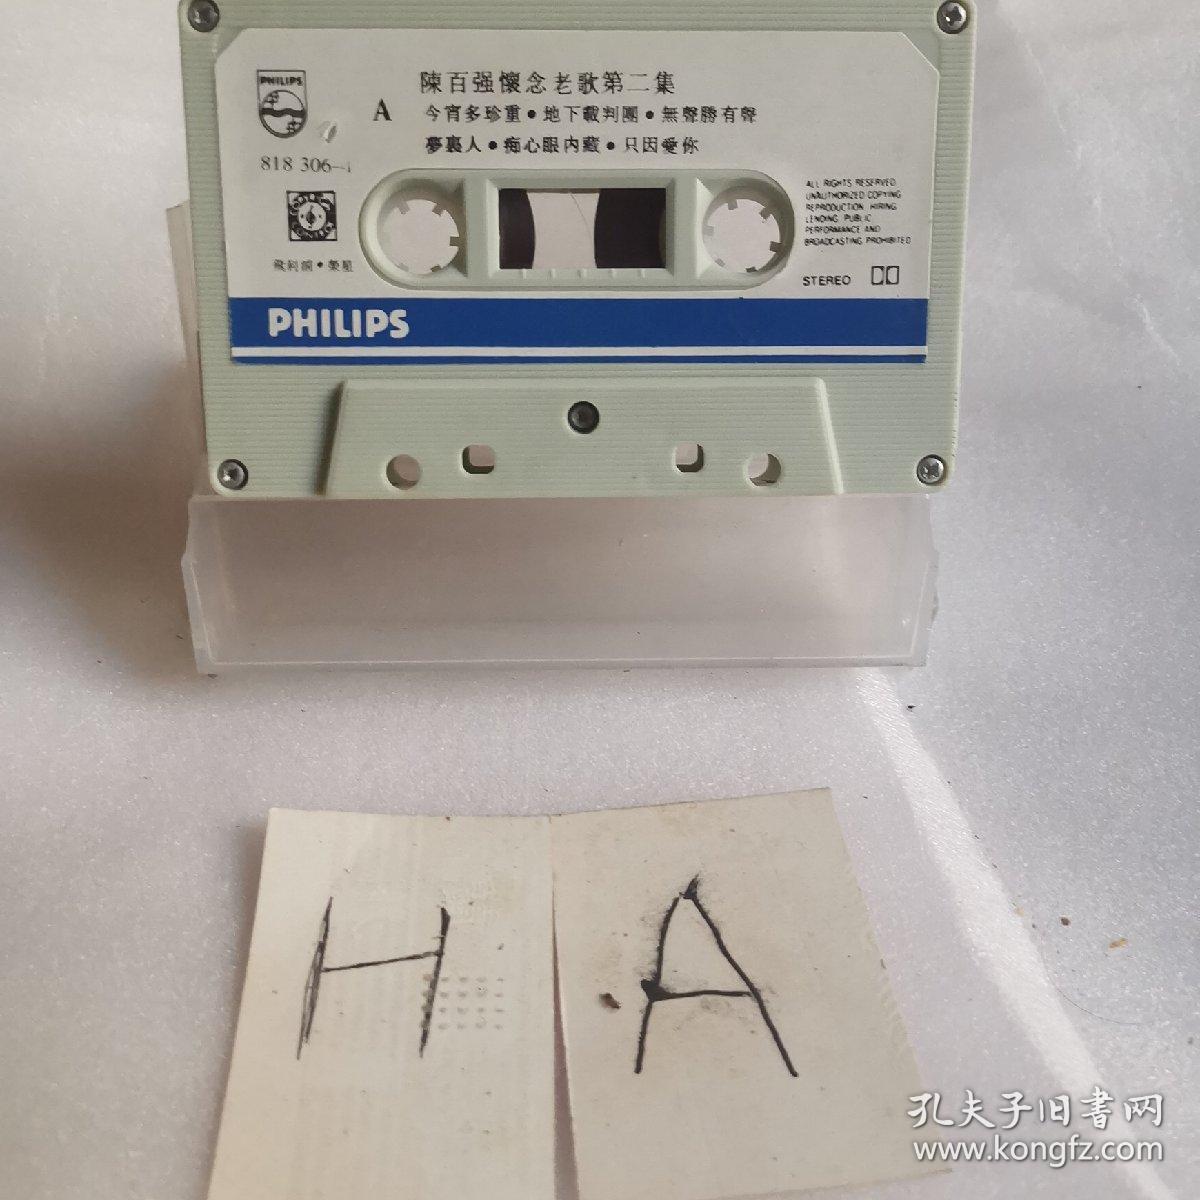 PHILIPS
陳百强懷念老歌第二集
A
今宵多珍重•地下裁判團•無聲勝有聲
夢裏人•痴心眼内藏•只因愛你
818 306-4
ALL RIGHTS RESERVED
UNAUTHORIZED COPYING
REPRODUCTION HIRING
LENDING PUBLIC
PERFORMANCE AND
BROADCASTING PROHIBITED
STEREO
PHILIPS
H
A
孔夫子旧書网
www.kongfz.com